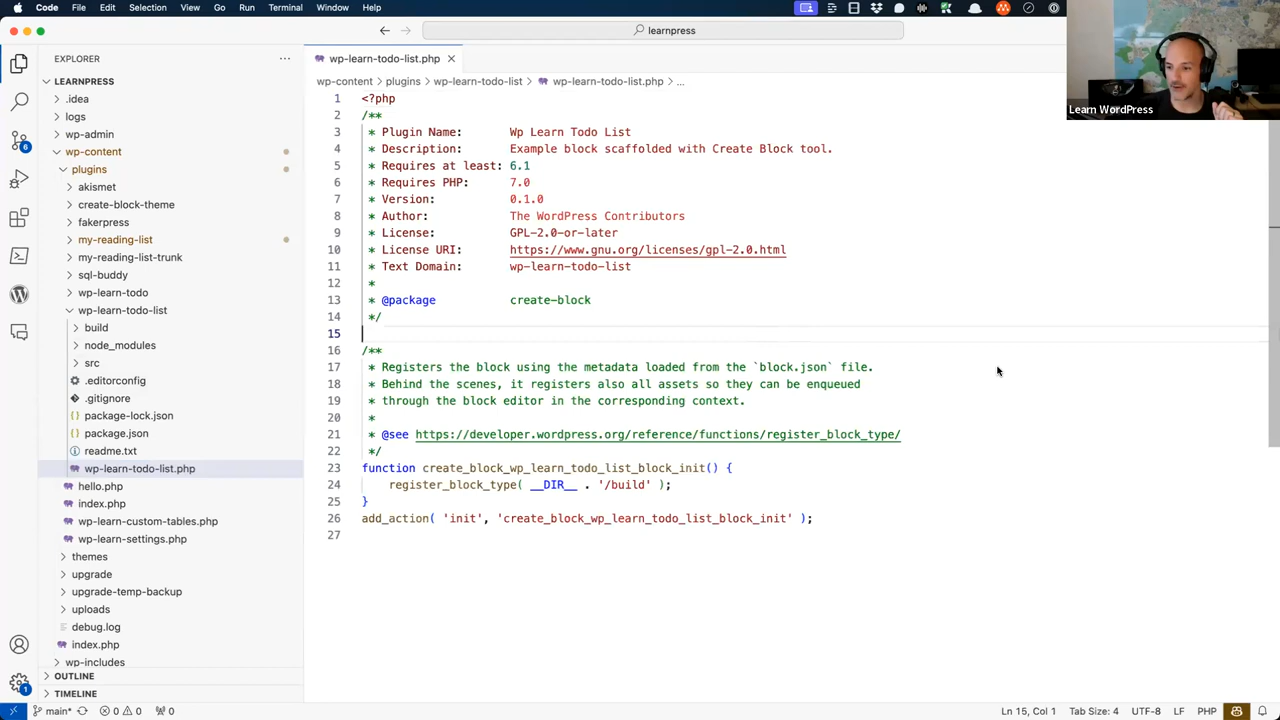 Code File Edit Selection View Go Run Terminal Window Help
learnpress
EXPLORER
LEARNPRESS
.idea
logs
wp-admin
wp-content
plugins
akismet
create-block-theme
fakerpress
my-reading-list
my-reading-list-trunk
sql-buddy
wp-learn-todo
wp-learn-todo-list
build
node_modules
src
.editorconfig
.gitignore
package-lock.json
package.json
readme.txt
wp-learn-todo-list.php
hello.php
index.php
wp-learn-custom-tables.php
wp-learn-settings.php
themes
upgrade
upgrade-temp-backup
uploads
debug.log
index.php
wp-includes
OUTLINE
TIMELINE
wp-learn-todo-list.php
wp-content > plugins > wp-learn-todo-list > wp-learn-todo-list.php > ...
1 <?php
2 /**
3 * Plugin Name: Wp Learn Todo List
4 * Description: Example block scaffolded with Create Block tool.
5 * Requires at least: 6.1
6 * Requires PHP: 7.0
7 * Version: 0.1.0
8 * Author: The WordPress Contributors
9 * License: GPL-2.0-or-later
10 * License URI: https://www.gnu.org/licenses/gpl-2.0.html
11 * Text Domain: wp-learn-todo-list
12 *
13 * @package create-block
14 */
15
16 /**
17 * Registers the block using the metadata loaded from the `block.json` file.
18 * Behind the scenes, it registers also all assets so they can be enqueued
19 * through the block editor in the corresponding context.
20 *
21 * @see https://developer.wordpress.org/reference/functions/register_block_type/
22 */
23 function create_block_wp_learn_todo_list_block_init() {
24 register_block_type( __DIR__ . '/build' );
25 }
26 add_action( 'init', 'create_block_wp_learn_todo_list_block_init' );
27
Learn WordPress
6
1
main* 0 0 0 Ln 15, Col 1 Tab Size: 4 UTF-8 LF PHP